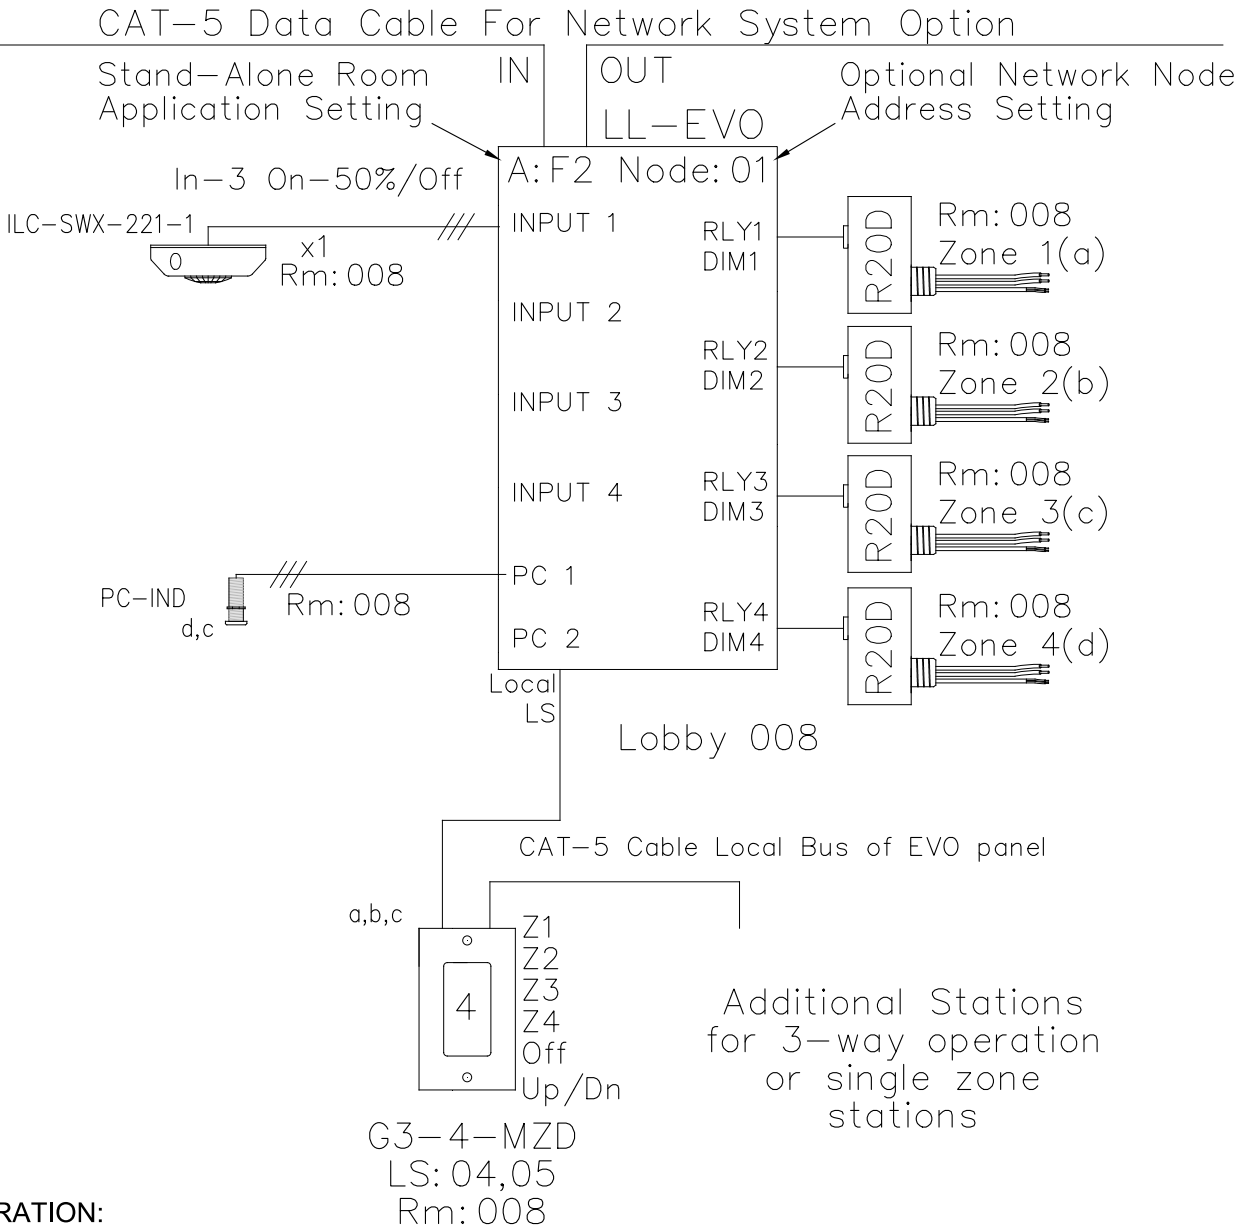 CAT-5 Data Cable For Network System Option
Stand-Alone Room
Application Setting
IN
OUT
Optional Network Node
Address Setting
LL-EVO
A:F2 Node:01
In-3 On-50%/Off
ILC-SWX-221-1
0
x1
Rm:008
INPUT 1
INPUT 2
INPUT 3
INPUT 4
PC-IND
d,c
Rm:008
PC 1
PC 2
RLY1
DIM1
RLY2
DIM2
RLY3
DIM3
RLY4
DIM4
R20D
Rm:008
Zone 1(a)
R20D
Rm:008
Zone 2(b)
R20D
Rm:008
Zone 3(c)
R20D
Rm:008
Zone 4(d)
Local
LS
Lobby 008
CAT-5 Cable Local Bus of EVO panel
a,b,c
4
Z1
Z2
Z3
Z4
Off
Up/Dn
Additional Stations
for 3-way operation
or single zone
stations
G3-4-MZD
LS:04,05
Rm:008
RATION: